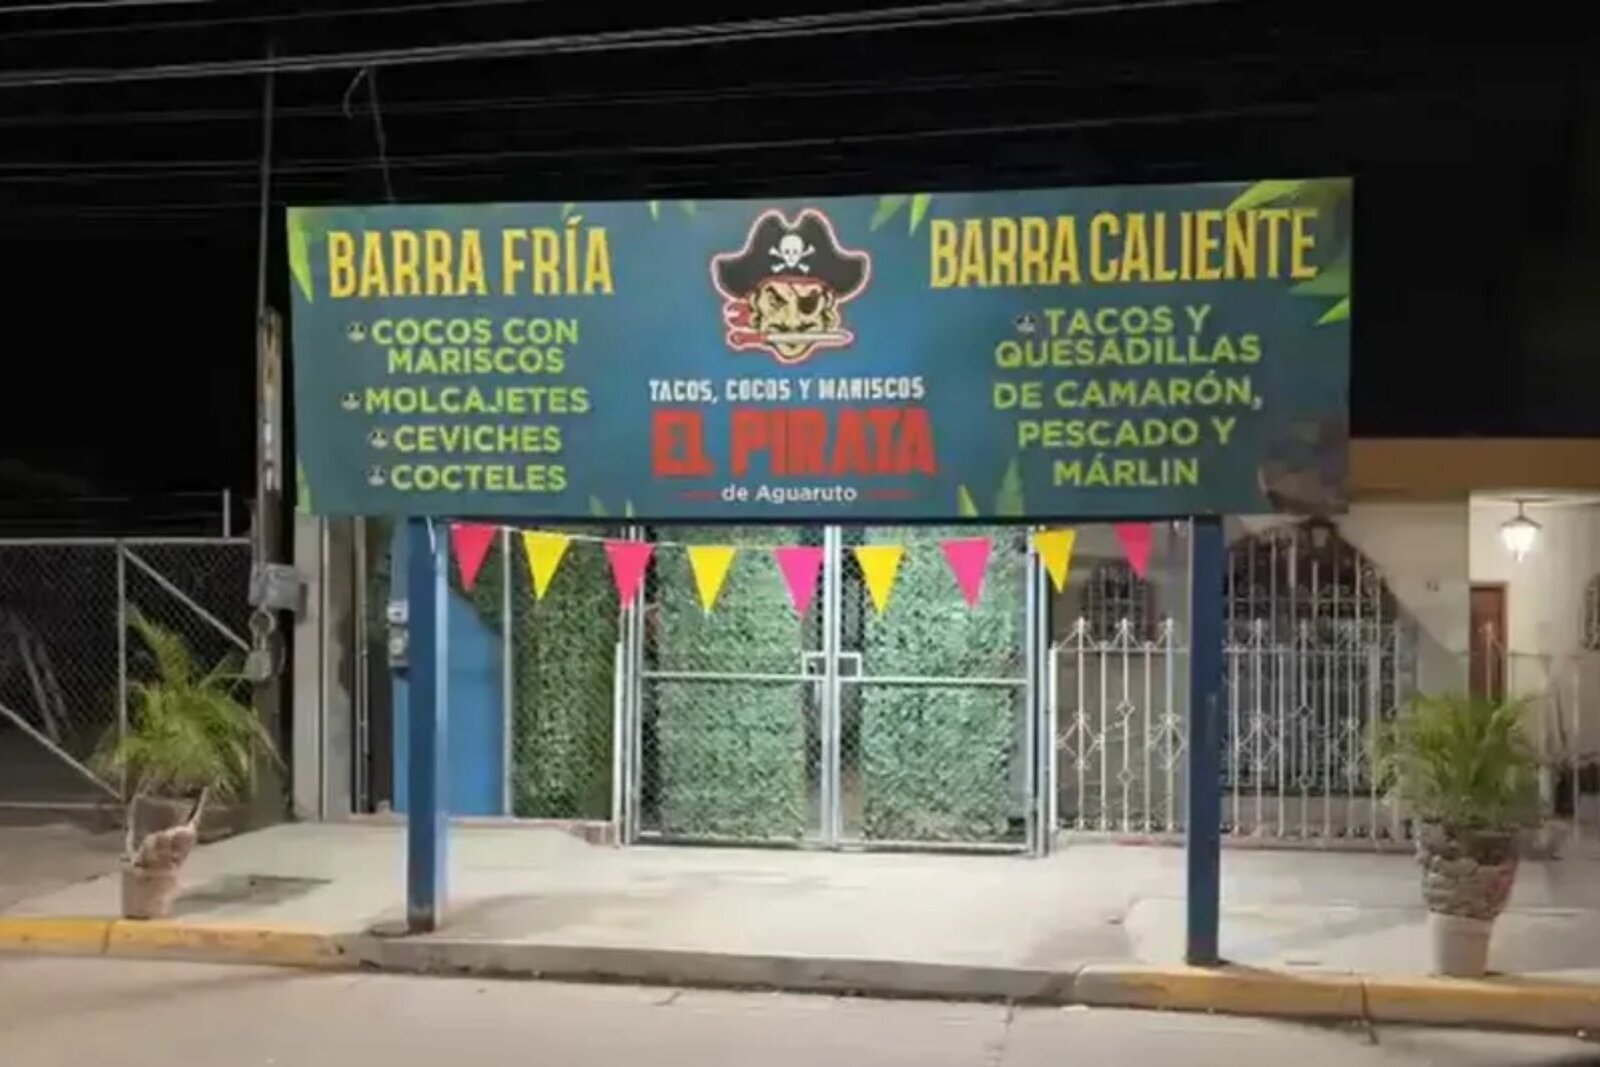 BARRA FRÍA
COCOS CON
MARISCOS
MOLCAJETES
CEVICHES
COCTELES
TACOS, COCOS Y MARISCOS
EL PIRATA
de Aguaruto
BARRA CALIENTE
TACOS Y
QUESADILLAS
DE CAMARÓN,
PESCADO Y
MÁRLIN